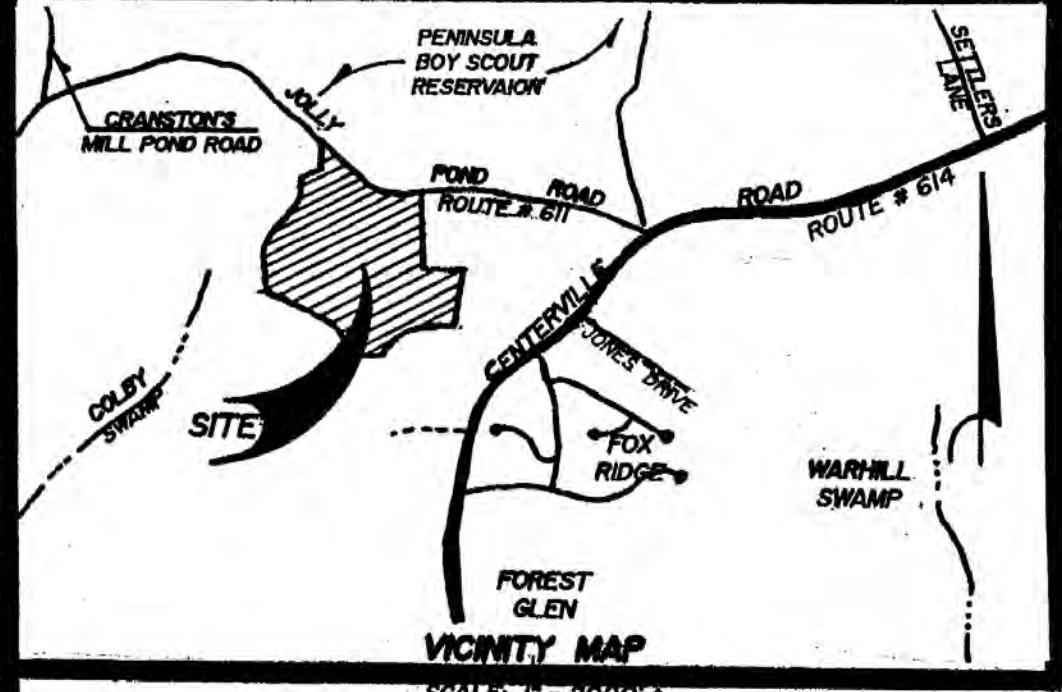 PENINSULA
BOY SCOUT
RESERVAION
SETTLERS
LANE
CRANSTON'S
MILL POND ROAD
JOLLY
POND ROAD
ROUTE # 611
ROAD
ROUTE # 614
CENTERVILLE
JONES DRIVE
COLBY
SWAMP
SITE
FOX
RIDGE
WARHILL
SWAMP
FOREST
GLEN
VICINITY MAP